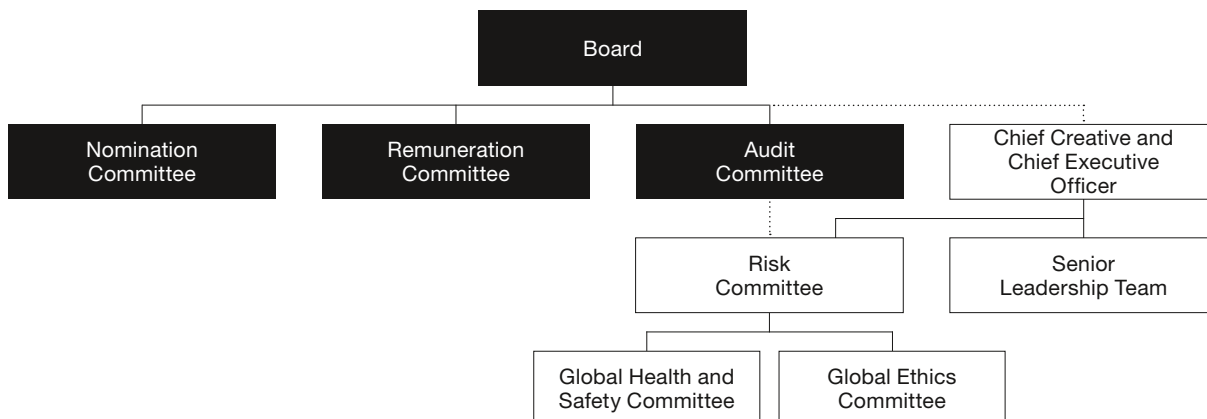 Board
Nomination
Committee
Remuneration
Committee
Audit
Committee
Chief Creative and
Chief Executive
Officer
Risk
Committee
Senior
Leadership Team
Global Health and
Safety Committee
Global Ethics
Committee